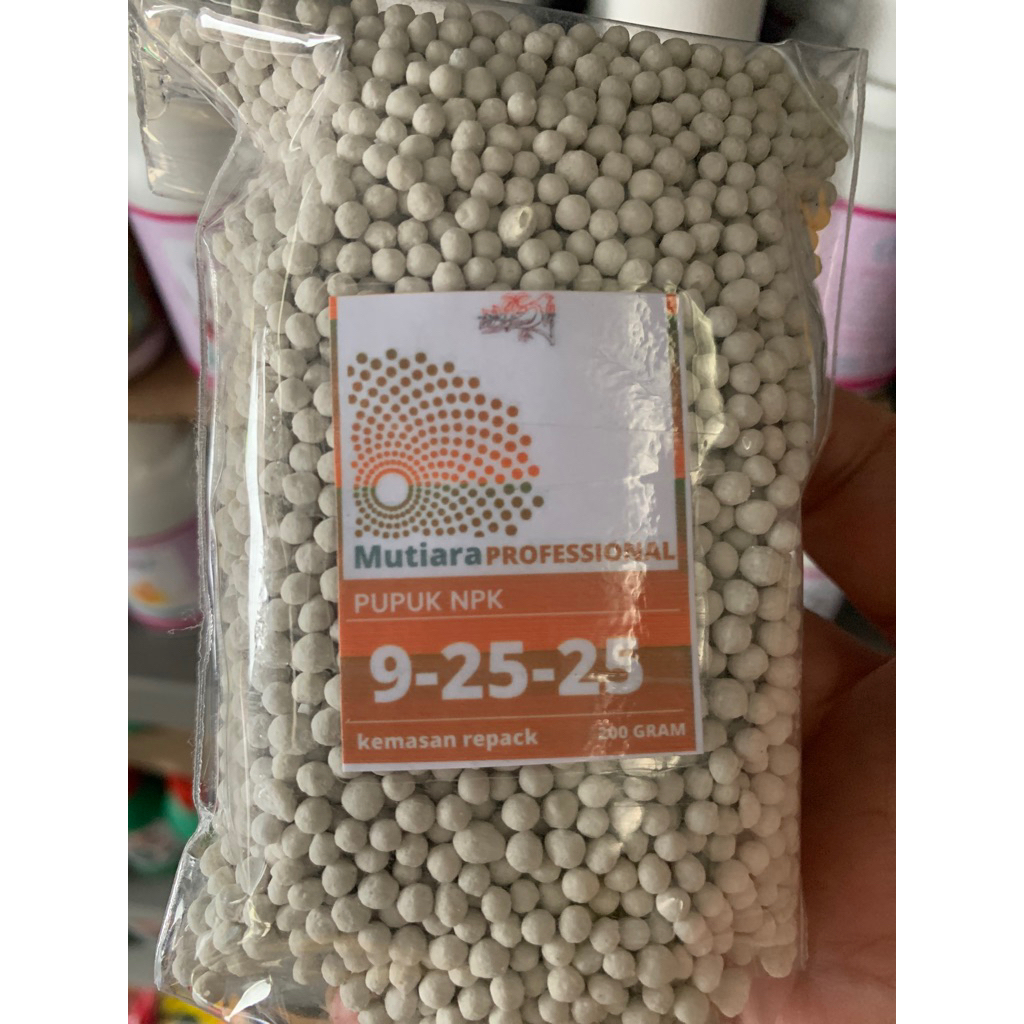 Mutiara PROFESSIONAL
PUPUK NPK
9-25-25
kemasan repack 200 GRAM